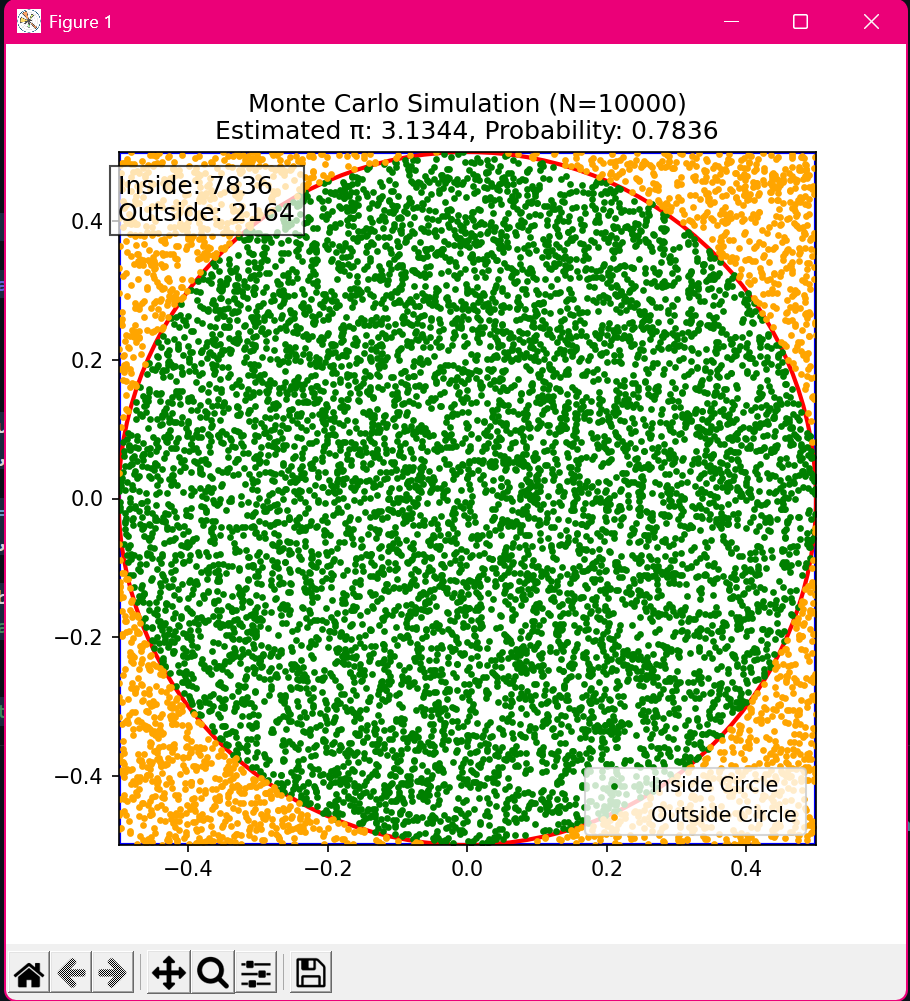 Figure 1
Monte Carlo Simulation (N=10000)
Estimated π: 3.1344, Probability: 0.7836
Inside: 7836
Outside: 2164
0.4
0.2
0.0
−0.2
−0.4
Inside Circle
Outside Circle
−0.4 −0.2 0.0 0.2 0.4